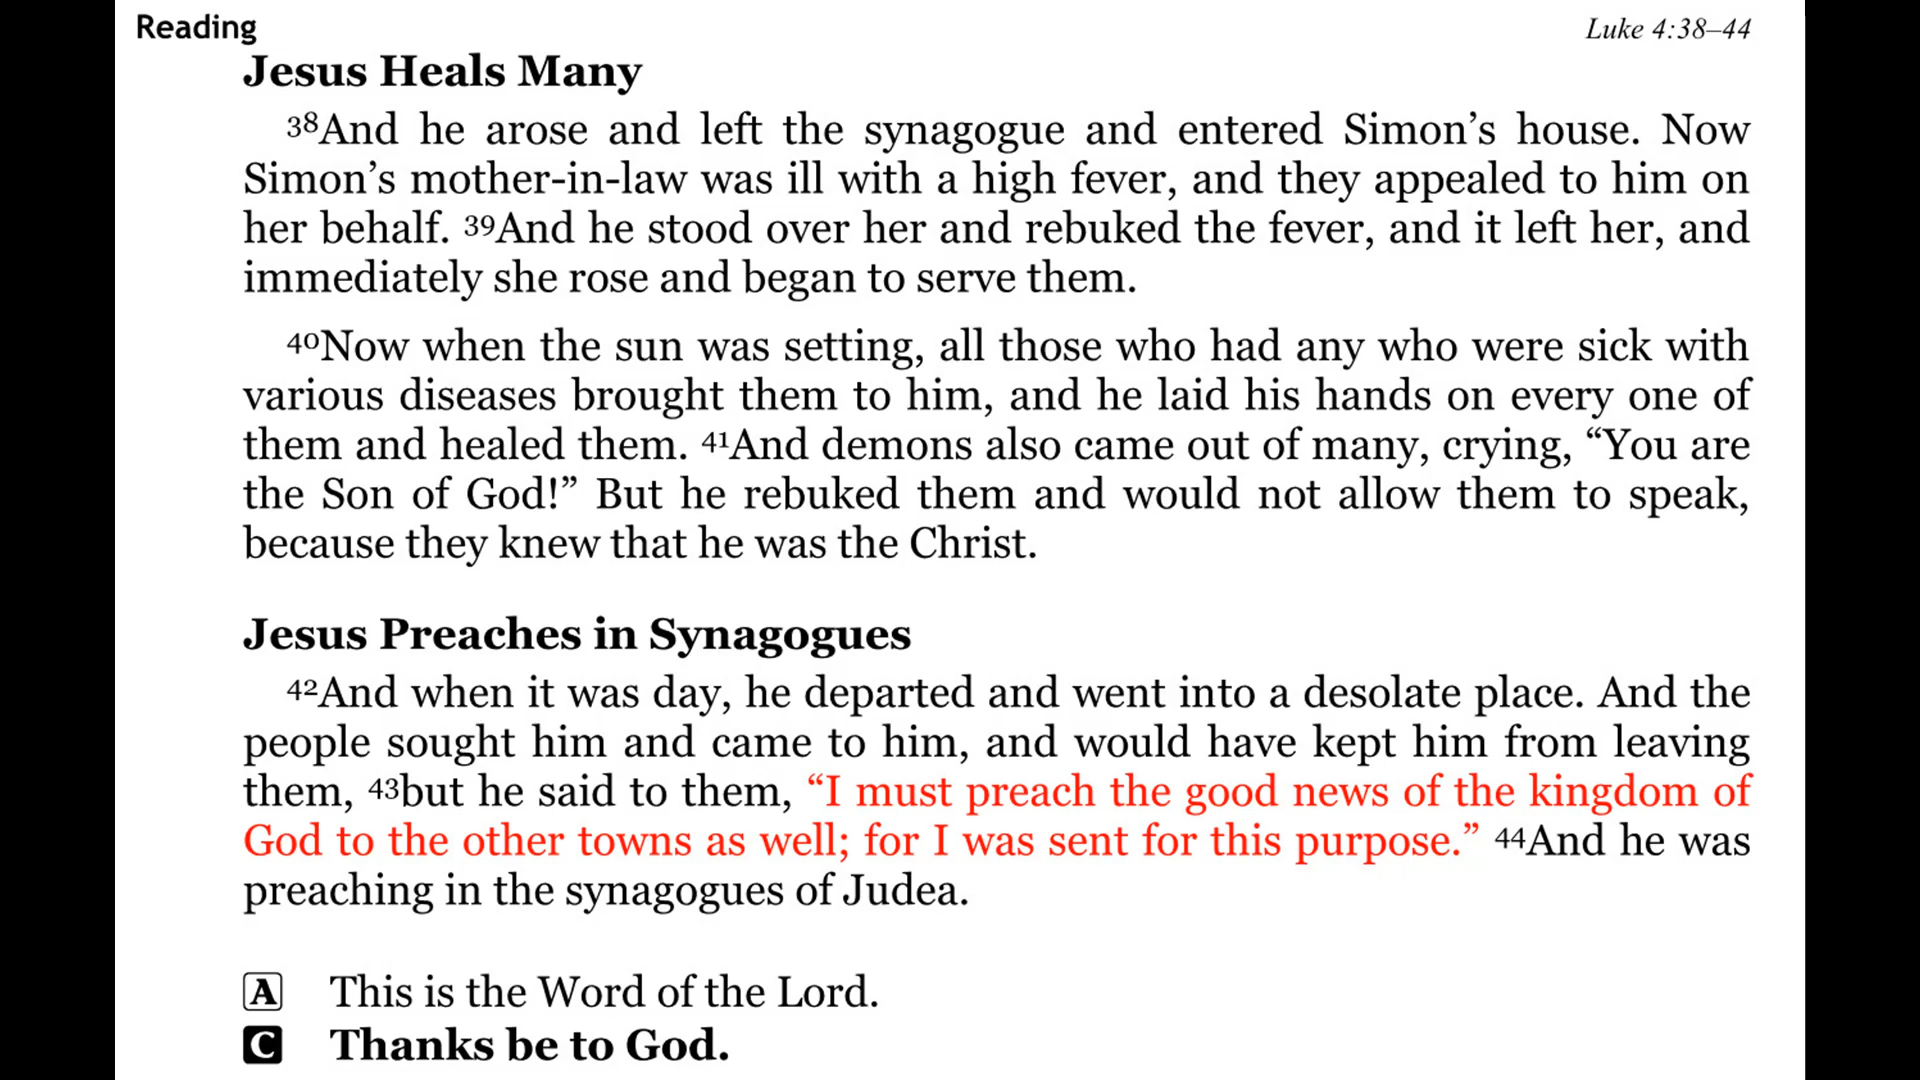 Reading
Luke 4:38–44
Jesus Heals Many
38And he arose and left the synagogue and entered Simon’s house. Now
Simon’s mother-in-law was ill with a high fever, and they appealed to him on
her behalf. 39And he stood over her and rebuked the fever, and it left her, and
immediately she rose and began to serve them.
40Now when the sun was setting, all those who had any who were sick with
various diseases brought them to him, and he laid his hands on every one of
them and healed them. 41And demons also came out of many, crying, “You are
the Son of God!” But he rebuked them and would not allow them to speak,
because they knew that he was the Christ.
Jesus Preaches in Synagogues
42And when it was day, he departed and went into a desolate place. And the
people sought him and came to him, and would have kept him from leaving
them, 43but he said to them, “I must preach the good news of the kingdom of
God to the other towns as well; for I was sent for this purpose.” 44And he was
preaching in the synagogues of Judea.
A This is the Word of the Lord.
C Thanks be to God.